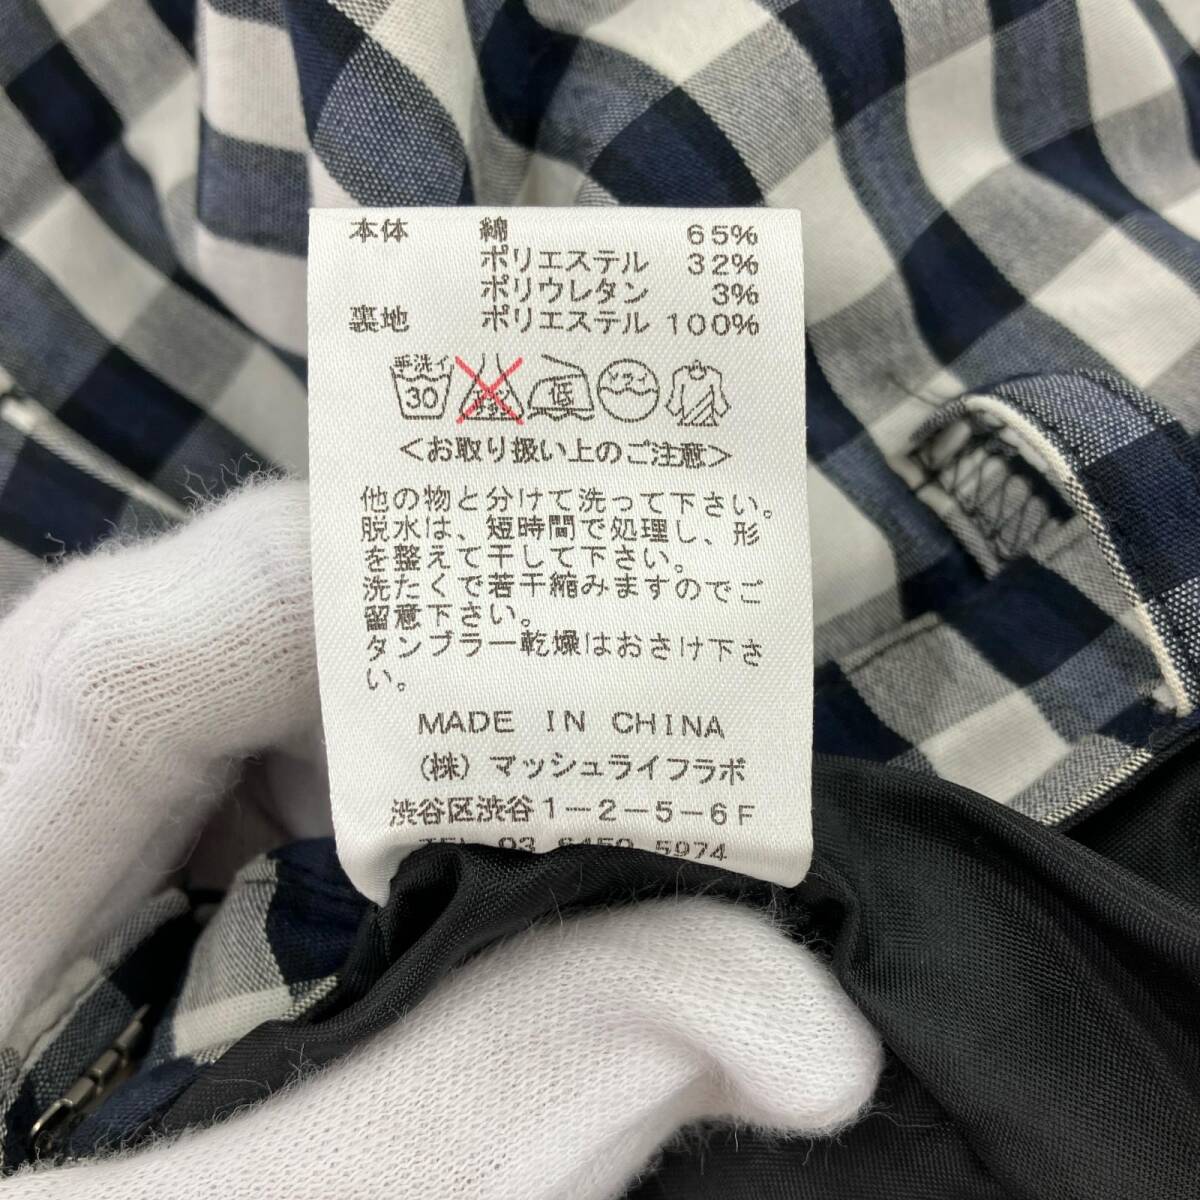 本体 綿 65%
ポリエステル 32%
ポリウレタン 3%
裏地 ポリエステル 100%
手洗イ
30 低
<お取り扱い上のご注意>
他の物と分けて洗って下さい。
脱水は、短時間で処理し、形
を整えて干して下さい。
洗たくで若干縮みますのでご
留意下さい。
タンブラー乾燥はおさけ下さ
い。
MADE IN CHINA
(株)マッシュライフラボ
渋谷区渋谷1-2-5-6F
TEL 03 6450 5974